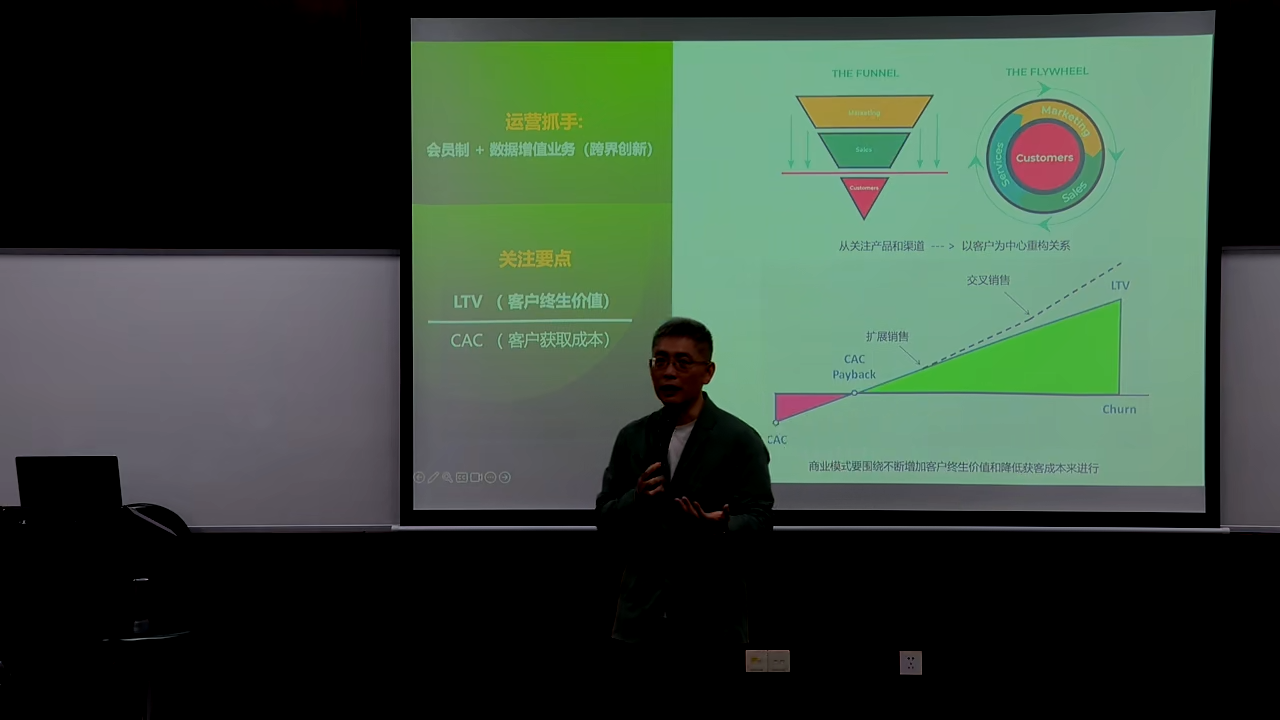 运营抓手:
会员制 + 数据增值业务（跨界创新）
关注要点
LTV （ 客户终生价值）
CAC （ 客户获取成本）
THE FUNNEL
Marketing
Sales
Customers
THE FLYWHEEL
Marketing
Services
Customers
Sales
从关注产品和渠道 --- > 以客户为中心重构关系
交叉销售
LTV
扩展销售
CAC
Payback
Churn
CAC
商业模式要围绕不断增加客户终生价值和降低获客成本来进行